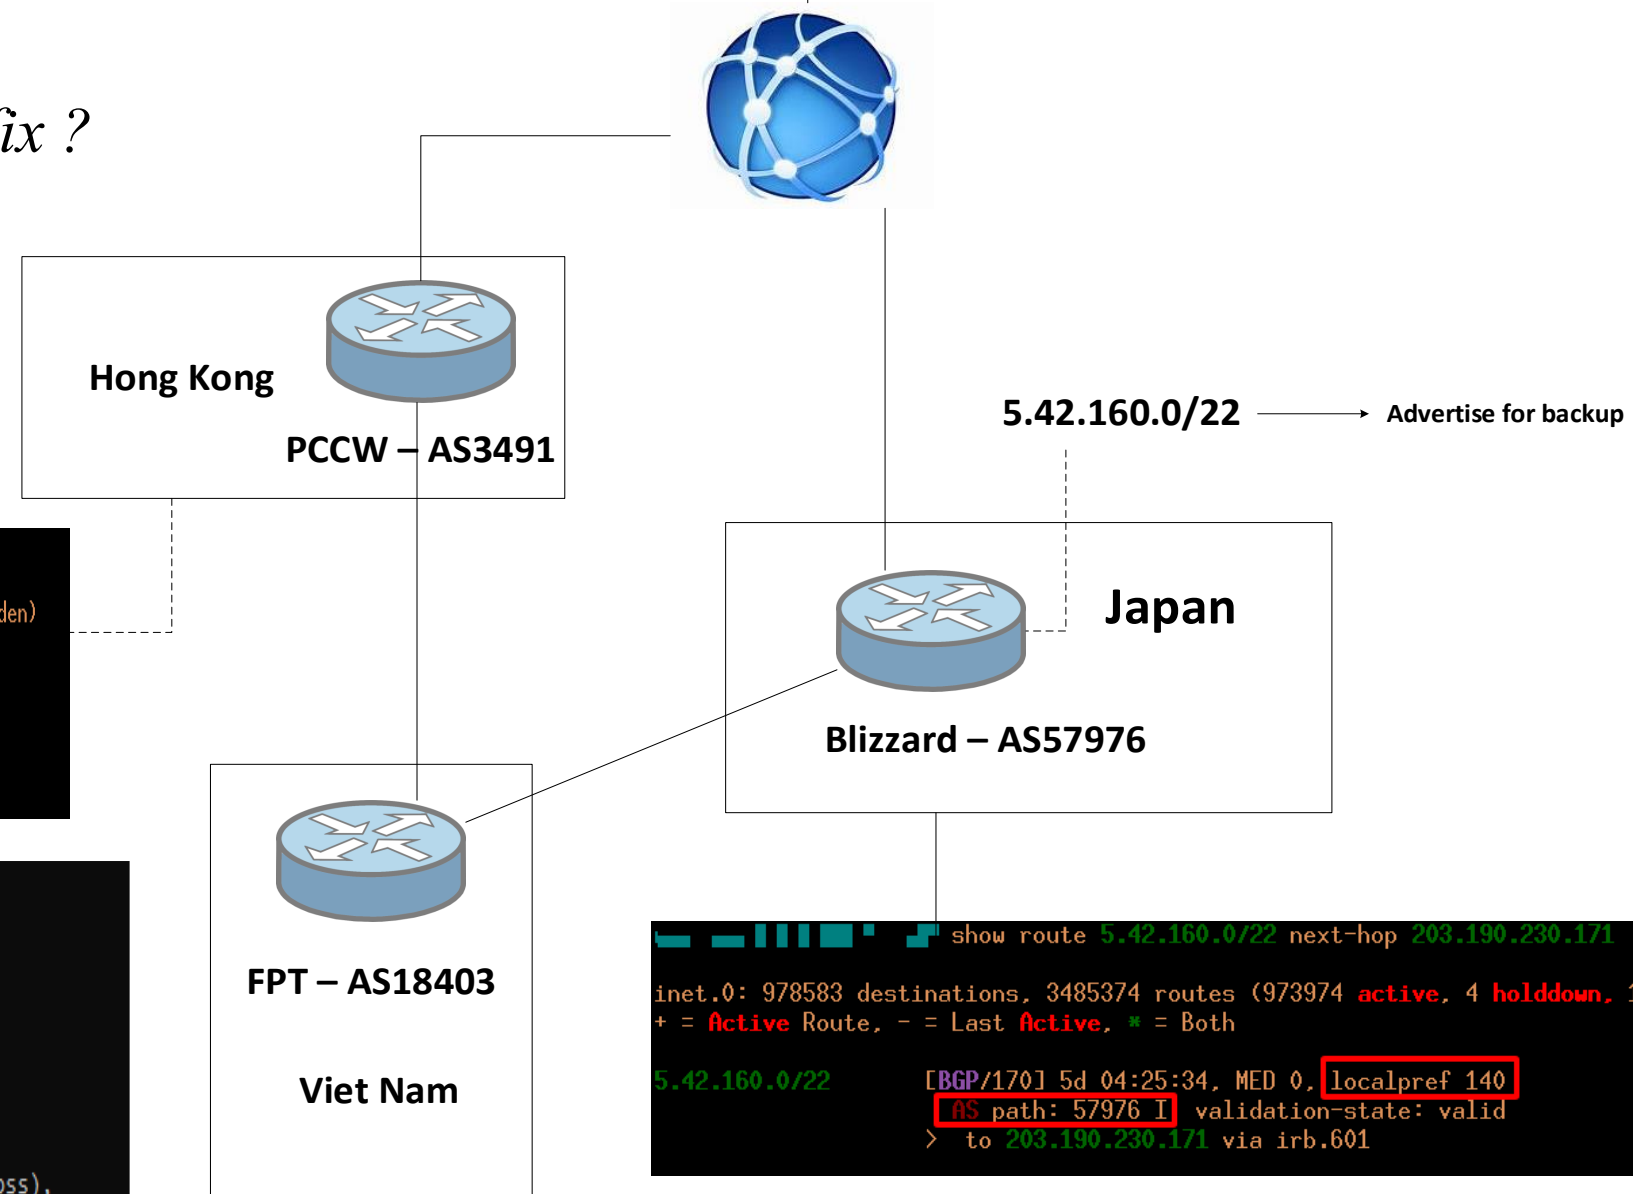 fix ?
Hong Kong
PCCW – AS3491
5.42.160.0/22
Advertise for backup
den)
Japan
Blizzard – AS57976
FPT – AS18403
Viet Nam
show route 5.42.160.0/22 next-hop 203.190.230.171
inet.0: 978583 destinations, 3485374 routes (973974 active, 4 holddown, 1
+ = Active Route, - = Last Active, * = Both
5.42.160.0/22 [BGP/170] 5d 04:25:34, MED 0, localpref 140
AS path: 57976 I validation-state: valid
> to 203.190.230.171 via irb.601
oss),